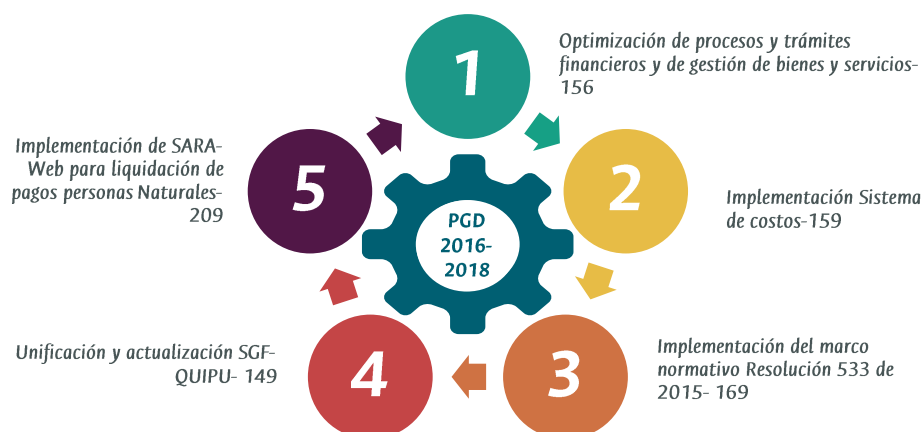 1
Optimización de procesos y trámites
financieros y de gestión de bienes y servicios-
156
2
Implementación Sistema
de costos-159
3
Implementación del marco
normativo Resolución 533 de
2015- 169
4
Unificación y actualización SGF-
QUIPU- 149
5
Implementación de SARA-
Web para liquidación de
pagos personas Naturales-
209
PGD
2016-
2018